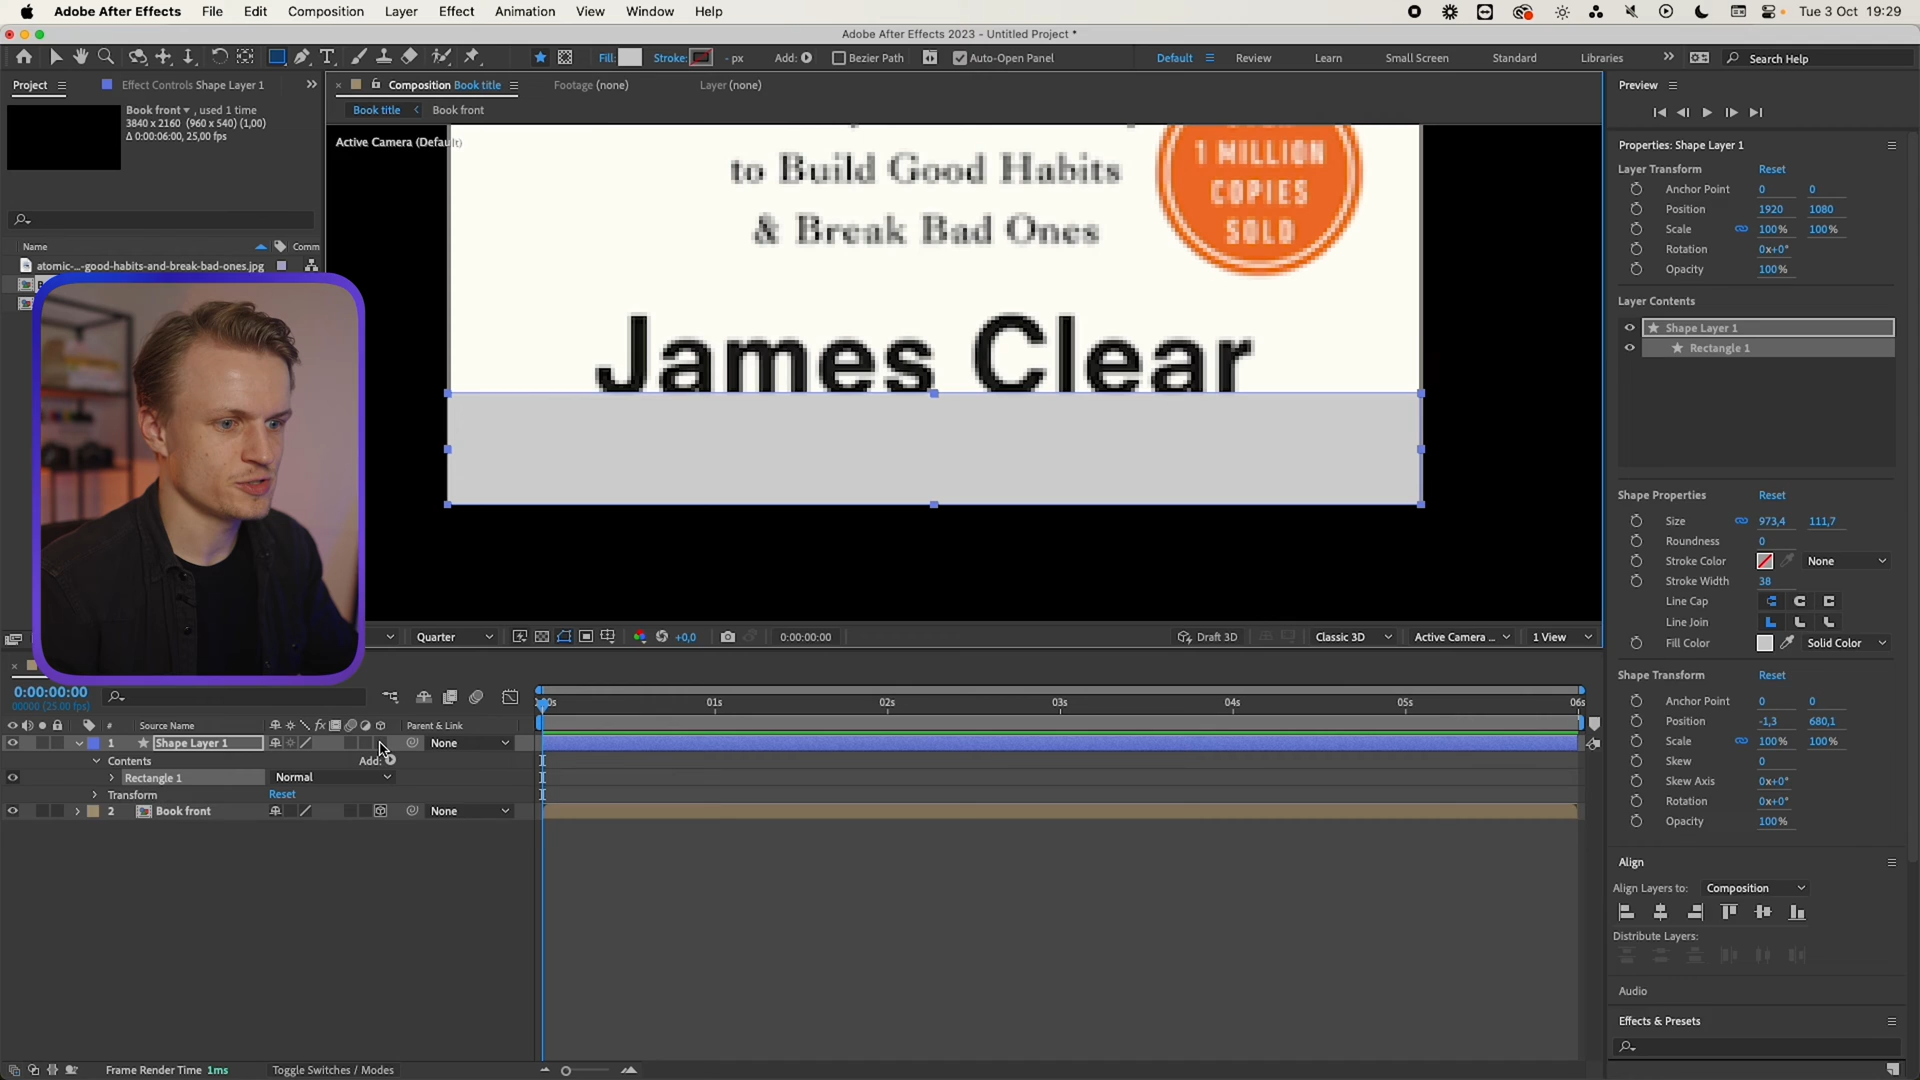 Adobe After Effects File Edit Composition Layer Effect Animation View Window Help Tue 3 Oct 19:29
Adobe After Effects 2023 - Untitled Project *
Fill: Stroke: - px Add: Bezier Path Auto-Open Panel Default Review Learn Small Screen Standard Libraries Search Help
Project Effect Controls Shape Layer 1
Book front , used 1 time
3840 x 2160 (960 x 540) (1,00)
Δ 0:00:06:00, 25,00 fps
Name Comm
atomic-...-good-habits-and-break-bad-ones.jpg
Composition Book title Footage (none) Layer (none)
Book title Book front
Active Camera (Default)
to Build Good Habits
& Break Bad Ones
1 MILLION
COPIES
SOLD
James Clear
Quarter +0,0 0:00:00:00 Draft 3D Classic 3D Active Camera ... 1 View
Preview
Properties: Shape Layer 1
Layer Transform Reset
Anchor Point 0 0
Position 1920 1080
Scale 100% 100%
Rotation 0x+0°
Opacity 100%
Layer Contents
Shape Layer 1
Rectangle 1
Shape Properties Reset
Size 973,4 111,7
Roundness 0
Stroke Color None
Stroke Width 38
Line Cap
Line Join
Fill Color Solid Color
Shape Transform Reset
Anchor Point 0 0
Position -1,3 680,1
Scale 100% 100%
Skew 0
Skew Axis 0x+0°
Rotation 0x+0°
Opacity 100%
Align
Align Layers to: Composition
Distribute Layers:
Audio
Effects & Presets
0:00:00:00
00000 (25.00 fps)
01s 02s 03s 04s 05s 06s
# Source Name fx Parent & Link
1 Shape Layer 1 None
Contents Add:
Rectangle 1 Normal
Transform Reset
2 Book front None
Frame Render Time 1ms Toggle Switches / Modes